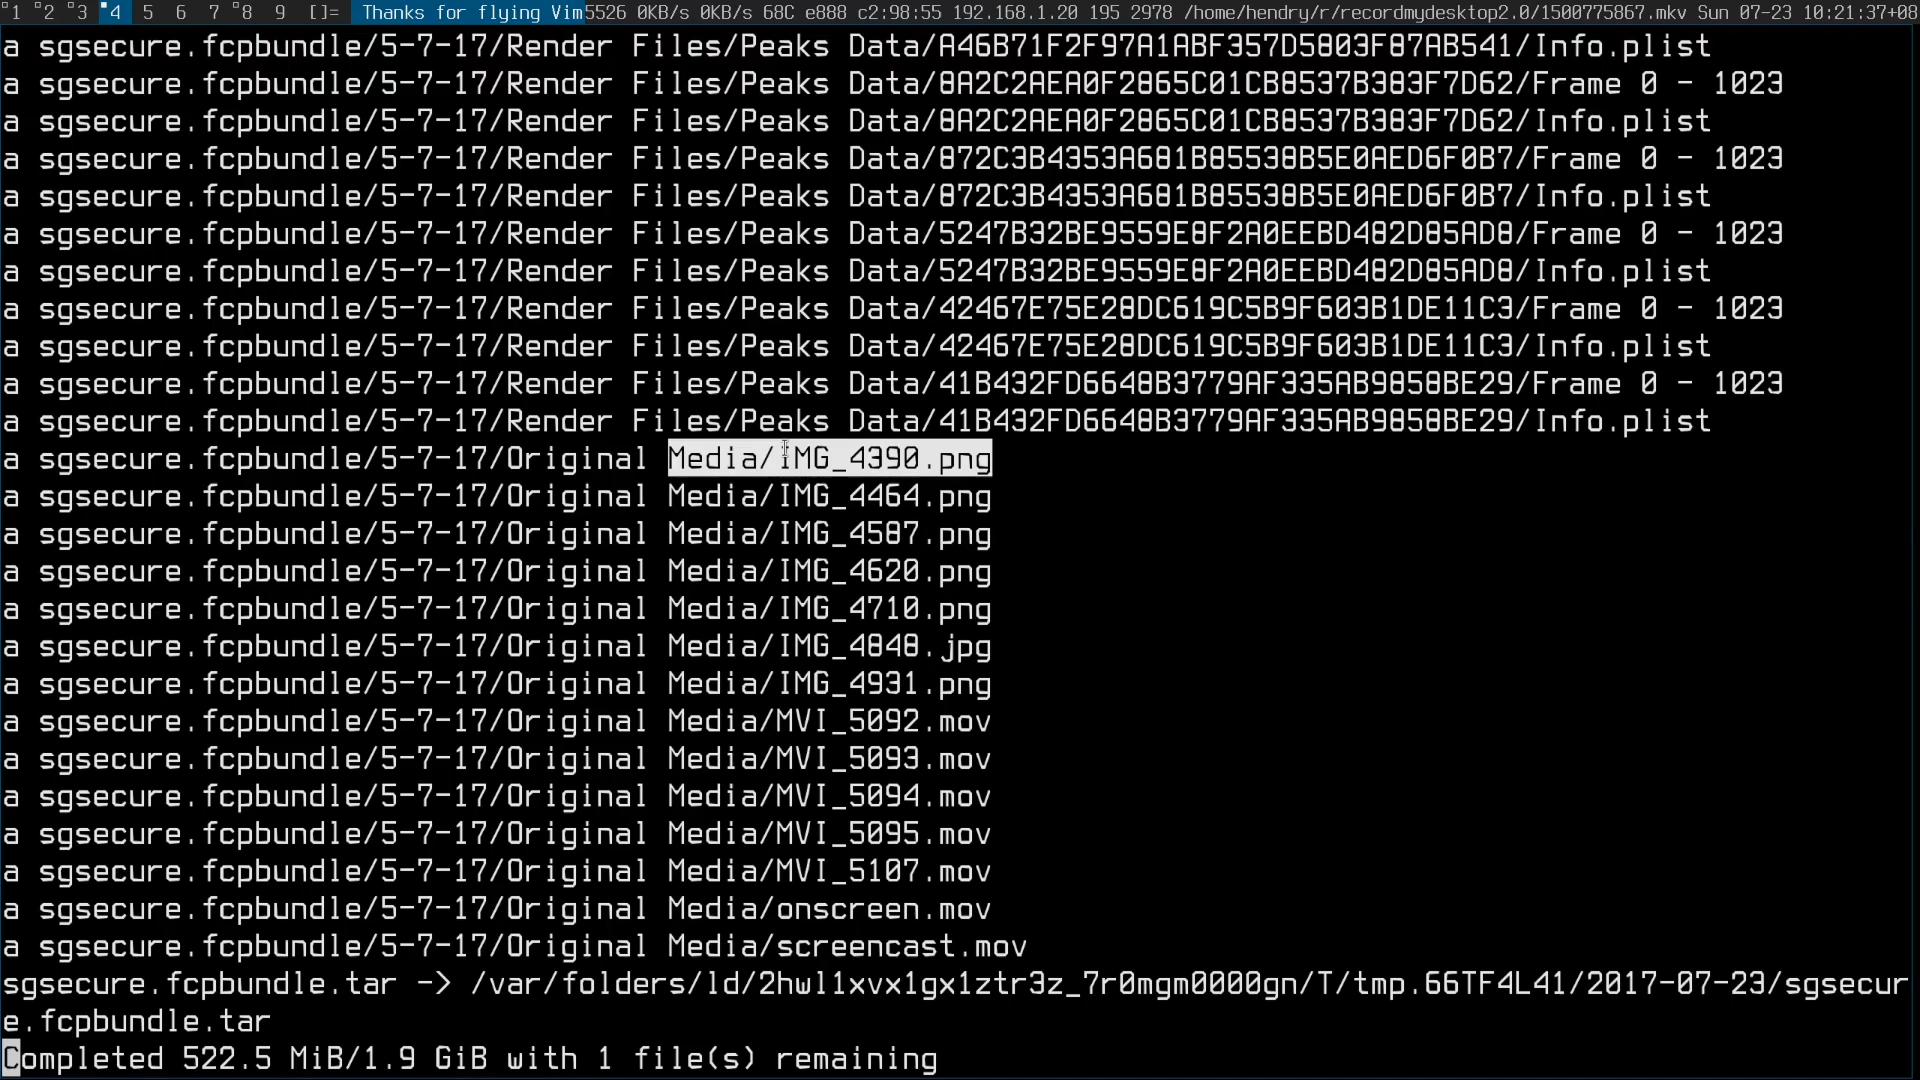 1 2 3 4 5 6 7 8 9 []= Thanks for flying Vim5526 0KB/s 0KB/s 68C e888 c2:98:55 192.168.1.20 195 2978 /home/hendry/r/recordmydesktop2.0/1500775867.mkv Sun 07-23 10:21:37+08
a sgsecure.fcpbundle/5-7-17/Render Files/Peaks Data/A46B71F2F97A1ABF357D5803F87AB541/Info.plist
a sgsecure.fcpbundle/5-7-17/Render Files/Peaks Data/8A2C2AEA0F2865C01CB8537B383F7D62/Frame 0 - 1023
a sgsecure.fcpbundle/5-7-17/Render Files/Peaks Data/8A2C2AEA0F2865C01CB8537B383F7D62/Info.plist
a sgsecure.fcpbundle/5-7-17/Render Files/Peaks Data/872C3B4353A681B85538B5E0AED6F0B7/Frame 0 - 1023
a sgsecure.fcpbundle/5-7-17/Render Files/Peaks Data/872C3B4353A681B85538B5E0AED6F0B7/Info.plist
a sgsecure.fcpbundle/5-7-17/Render Files/Peaks Data/5247B32BE9559E8F2A0EEBD482D85AD8/Frame 0 - 1023
a sgsecure.fcpbundle/5-7-17/Render Files/Peaks Data/5247B32BE9559E8F2A0EEBD482D85AD8/Info.plist
a sgsecure.fcpbundle/5-7-17/Render Files/Peaks Data/42467E75E28DC619C5B9F603B1DE11C3/Frame 0 - 1023
a sgsecure.fcpbundle/5-7-17/Render Files/Peaks Data/42467E75E28DC619C5B9F603B1DE11C3/Info.plist
a sgsecure.fcpbundle/5-7-17/Render Files/Peaks Data/41B432FD6648B3779AF335AB9858BE29/Frame 0 - 1023
a sgsecure.fcpbundle/5-7-17/Render Files/Peaks Data/41B432FD6648B3779AF335AB9858BE29/Info.plist
a sgsecure.fcpbundle/5-7-17/Original Media/IMG_4390.png
a sgsecure.fcpbundle/5-7-17/Original Media/IMG_4464.png
a sgsecure.fcpbundle/5-7-17/Original Media/IMG_4587.png
a sgsecure.fcpbundle/5-7-17/Original Media/IMG_4620.png
a sgsecure.fcpbundle/5-7-17/Original Media/IMG_4710.png
a sgsecure.fcpbundle/5-7-17/Original Media/IMG_4848.jpg
a sgsecure.fcpbundle/5-7-17/Original Media/IMG_4931.png
a sgsecure.fcpbundle/5-7-17/Original Media/MVI_5092.mov
a sgsecure.fcpbundle/5-7-17/Original Media/MVI_5093.mov
a sgsecure.fcpbundle/5-7-17/Original Media/MVI_5094.mov
a sgsecure.fcpbundle/5-7-17/Original Media/MVI_5095.mov
a sgsecure.fcpbundle/5-7-17/Original Media/MVI_5107.mov
a sgsecure.fcpbundle/5-7-17/Original Media/onscreen.mov
a sgsecure.fcpbundle/5-7-17/Original Media/screencast.mov
sgsecure.fcpbundle.tar -> /var/folders/ld/2hwl1xvx1gx1ztr3z_7r0mgm0000gn/T/tmp.66TF4L41/2017-07-23/sgsecur
e.fcpbundle.tar
Completed 522.5 MiB/1.9 GiB with 1 file(s) remaining